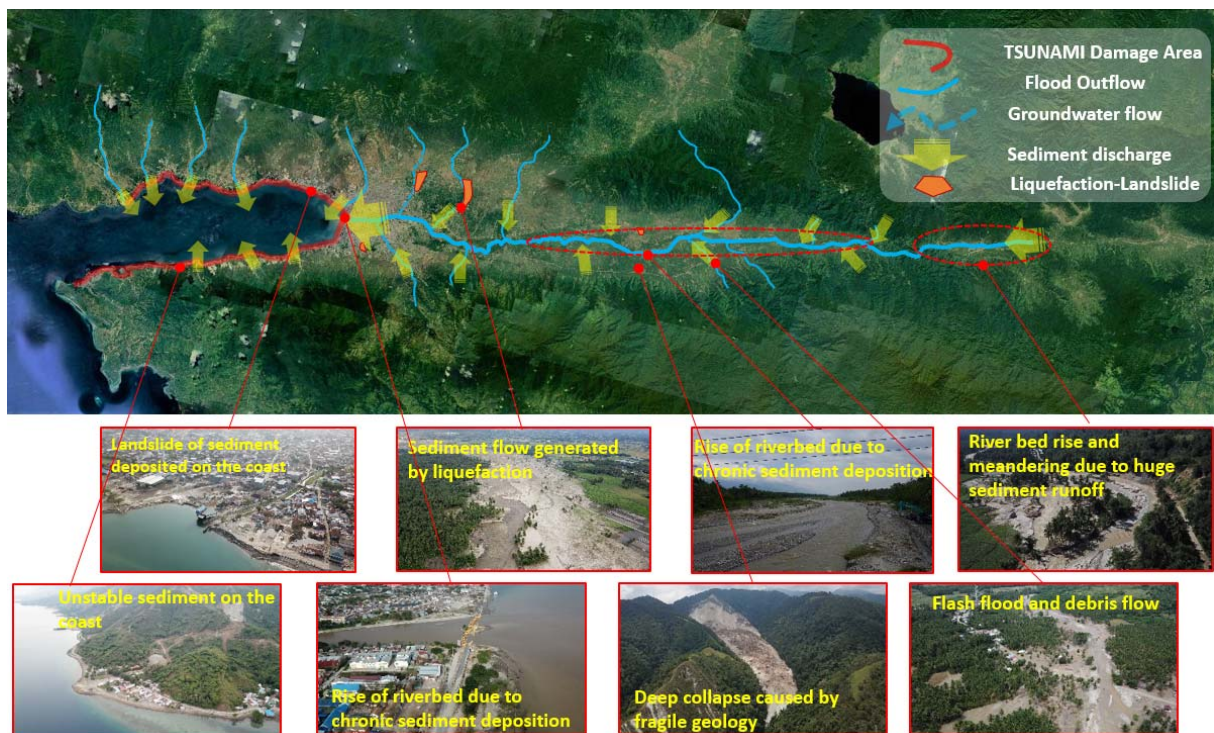 TSUNAMI Damage Area
Flood Outflow
Groundwater flow
Sediment discharge
Liquefaction-Landslide
Landslide of sediment
deposited on the coast
Sediment flow generated
by liquefaction
Rise of riverbed due to
chronic sediment deposition
River bed rise and
meandering due to huge
sediment runoff
Unstable sediment on the
coast
Rise of riverbed due to
chronic sediment deposition
Deep collapse caused by
fragile geology
Flash flood and debris flow